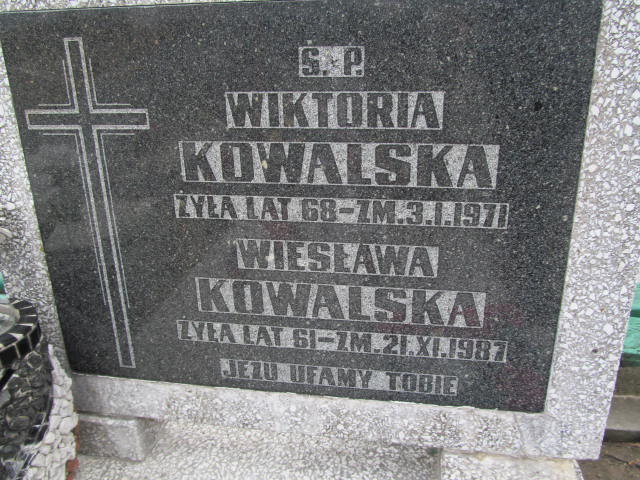 Ś. P.
WIKTORIA
KOWALSKA
ŻYŁA LAT 68-ZM.3.I.1971
WIESŁAWA
KOWALSKA
ŻYŁA LAT 61-ZM.21.XI.1987
JEZU UFAMY TOBIE